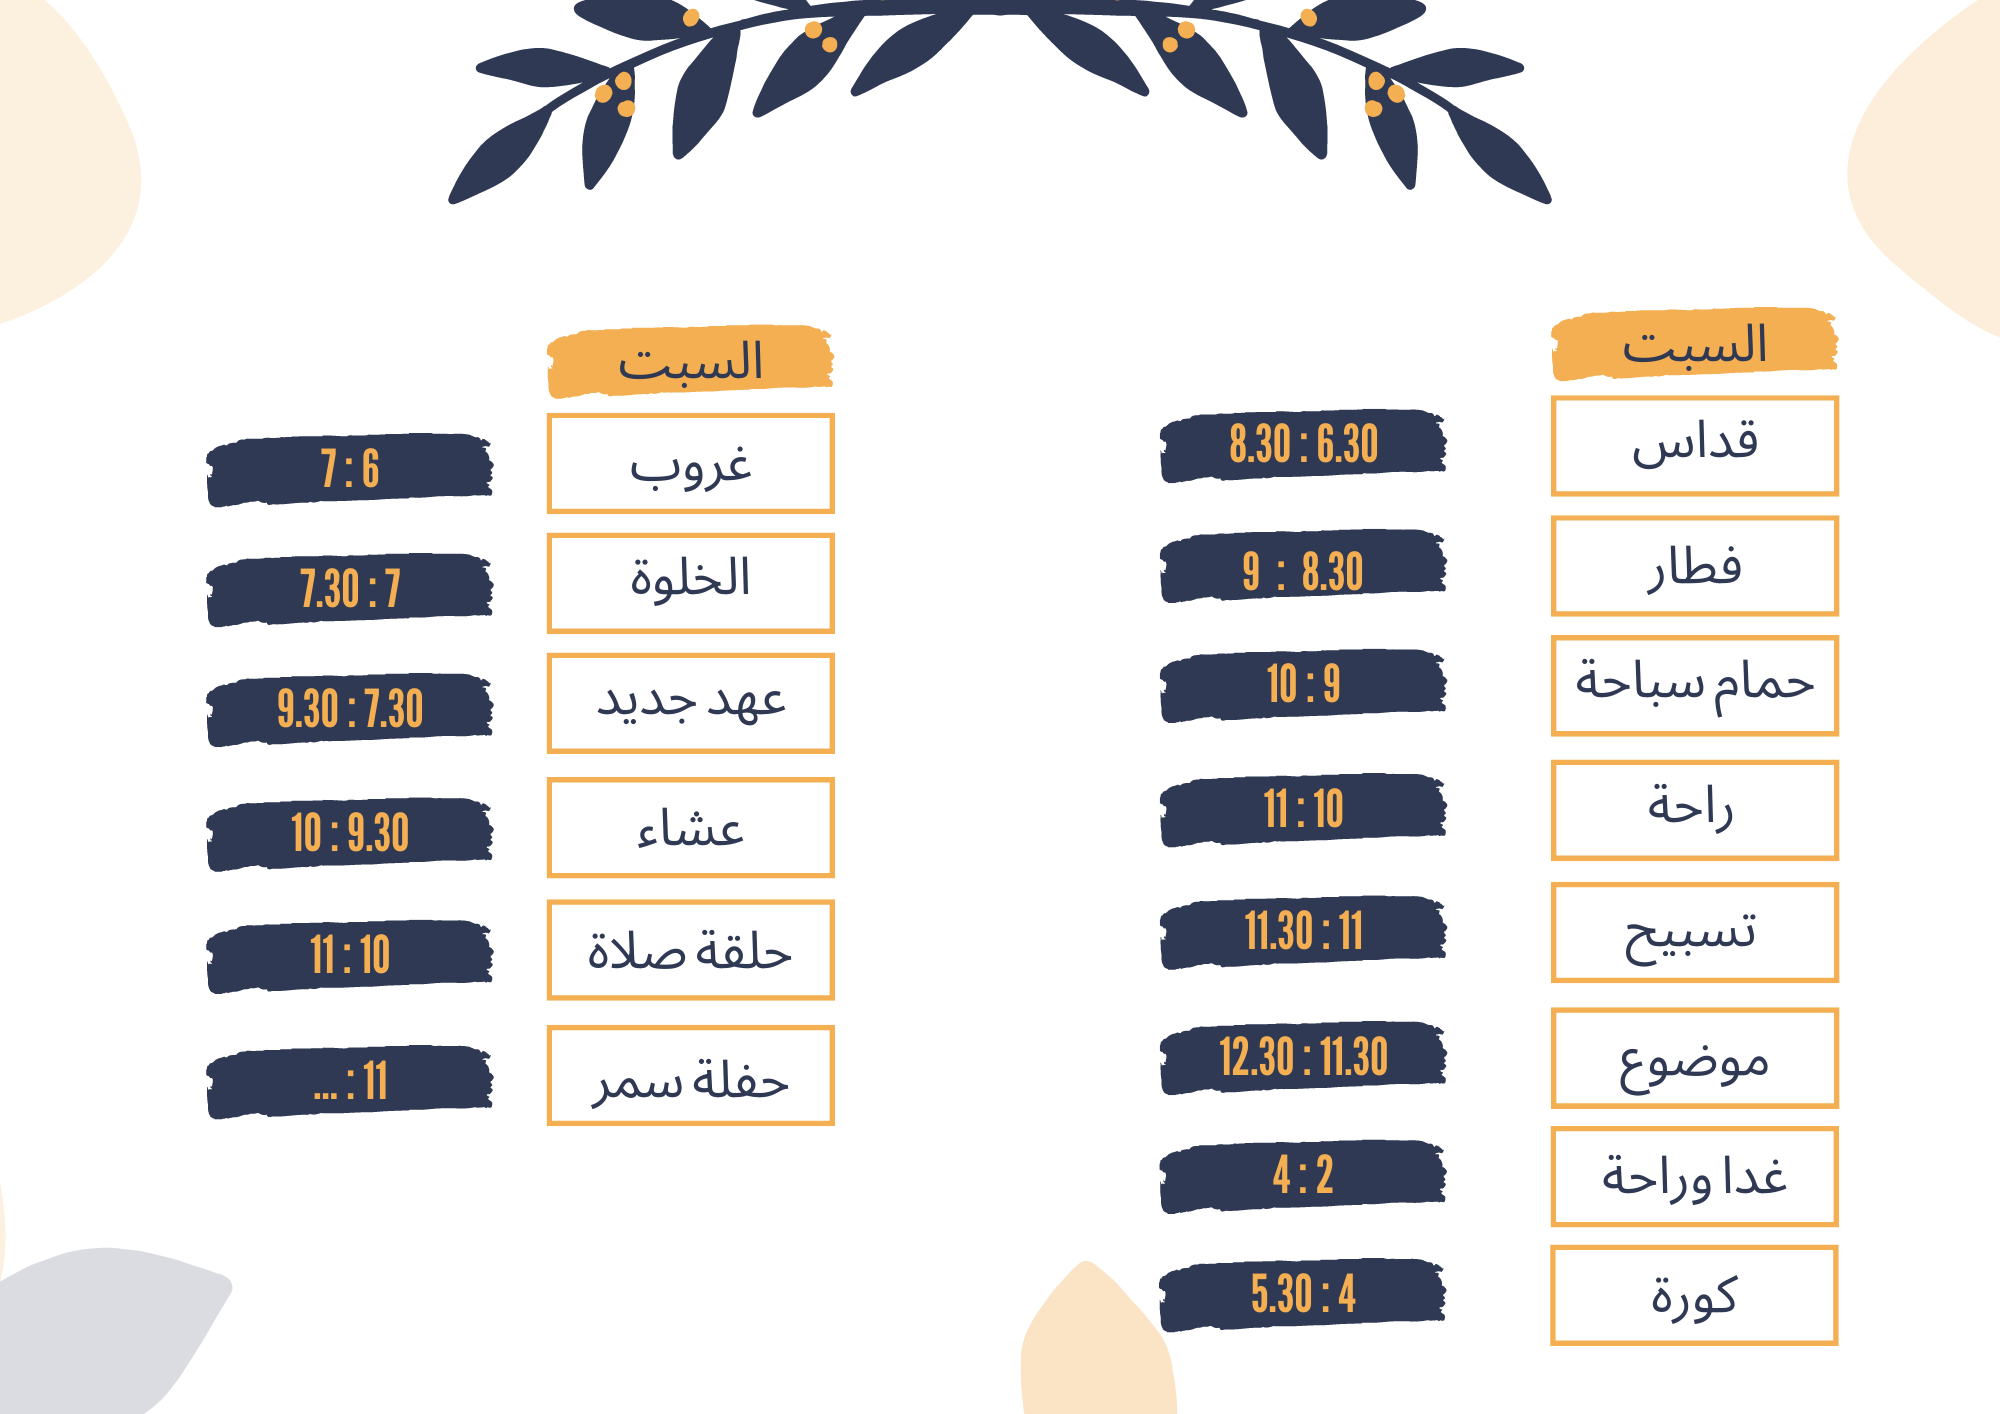 السبت
قداس
8.30 : 6.30
فطار
9 : 8.30
حمام سباحة
10 : 9
راحة
11 : 10
تسبيح
11.30 : 11
موضوع
12.30 : 11.30
غدا وراحة
4 : 2
كورة
5.30 : 4
السبت
غروب
7 : 6
الخلوة
7.30 : 7
عهد جديد
9.30 : 7.30
عشاء
10 : 9.30
حلقة صلاة
11 : 10
حفلة سمر
... : 11